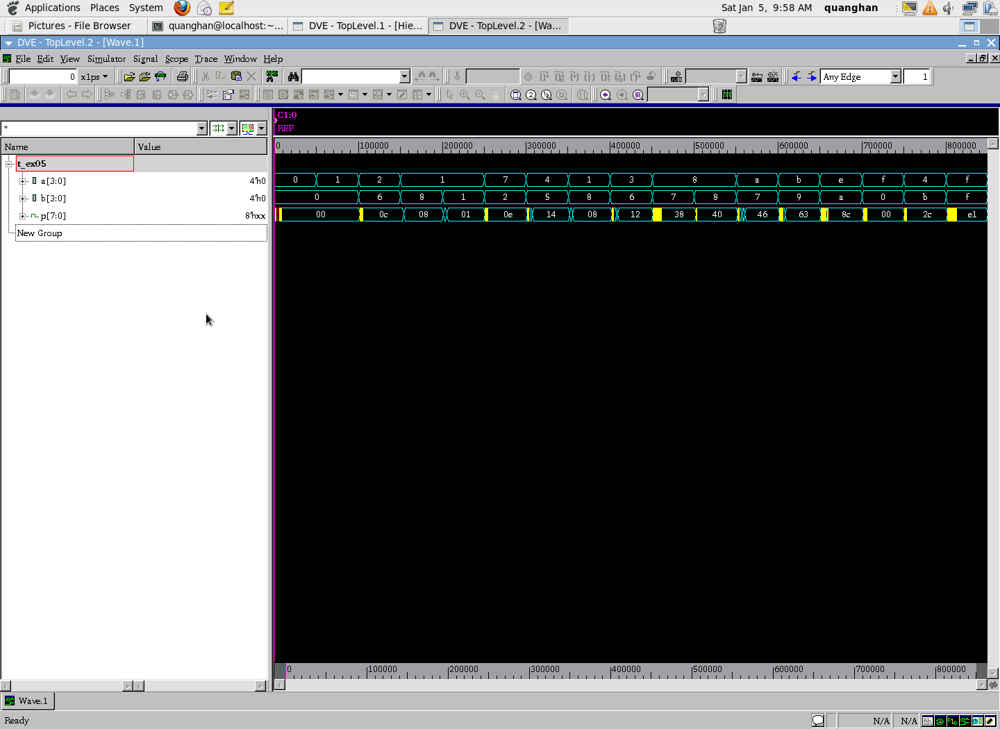 Applications Places System Sat Jan 5, 9:58 AM quanghan
Pictures - File Browser quanghan@localhost:~... DVE - TopLevel.1 - [Hie... DVE - TopLevel.2 - [Wa...
DVE - TopLevel.2 - [Wave.1]
File Edit View Simulator Signal Scope Trace Window Help
0 x1ps Any Edge 1
C1:0
REF
*
Name Value
0 100000 200000 300000 400000 500000 600000 700000 800000
t_ex05
a[3:0] 4'h0 0 1 2 1 7 4 1 3 8 a b e f 4 f
b[3:0] 4'h0 0 6 8 1 2 5 8 6 7 8 7 9 a 0 b f
p[7:0] 8'hxx 00 0c 08 01 0e 14 08 12 38 40 46 63 8c 00 2c e1
New Group
0 100000 200000 300000 400000 500000 600000 700000 800000
Wave.1
Ready N/A N/A